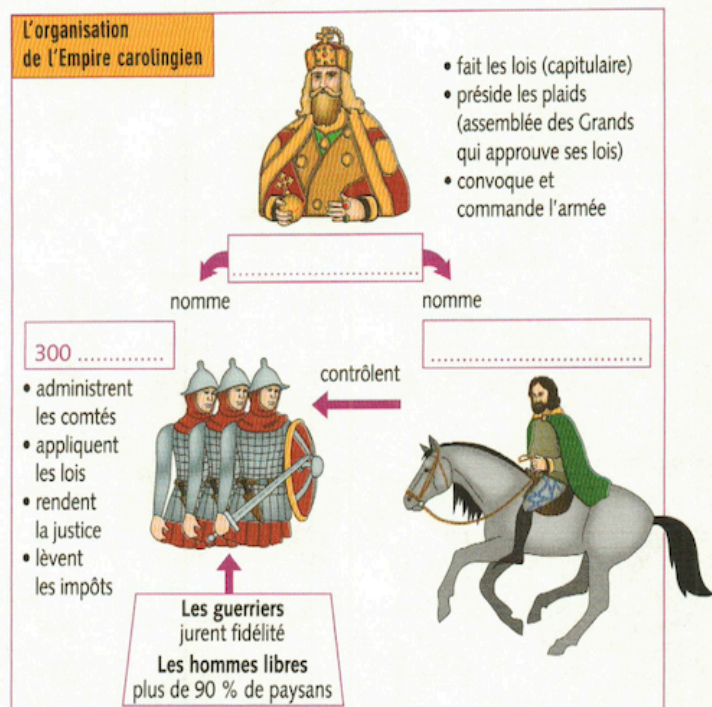 L'organisation
de l'Empire carolingien
• fait les lois (capitulaire)
• préside les plaids
(assemblée des Grands
qui approuve ses lois)
• convoque et
commande l'armée
..............................
nomme
nomme
300 .............
..................................
• administrent
les comtés
• appliquent
les lois
• rendent
la justice
• lèvent
les impôts
contrôlent
Les guerriers
jurent fidélité
Les hommes libres
plus de 90 % de paysans